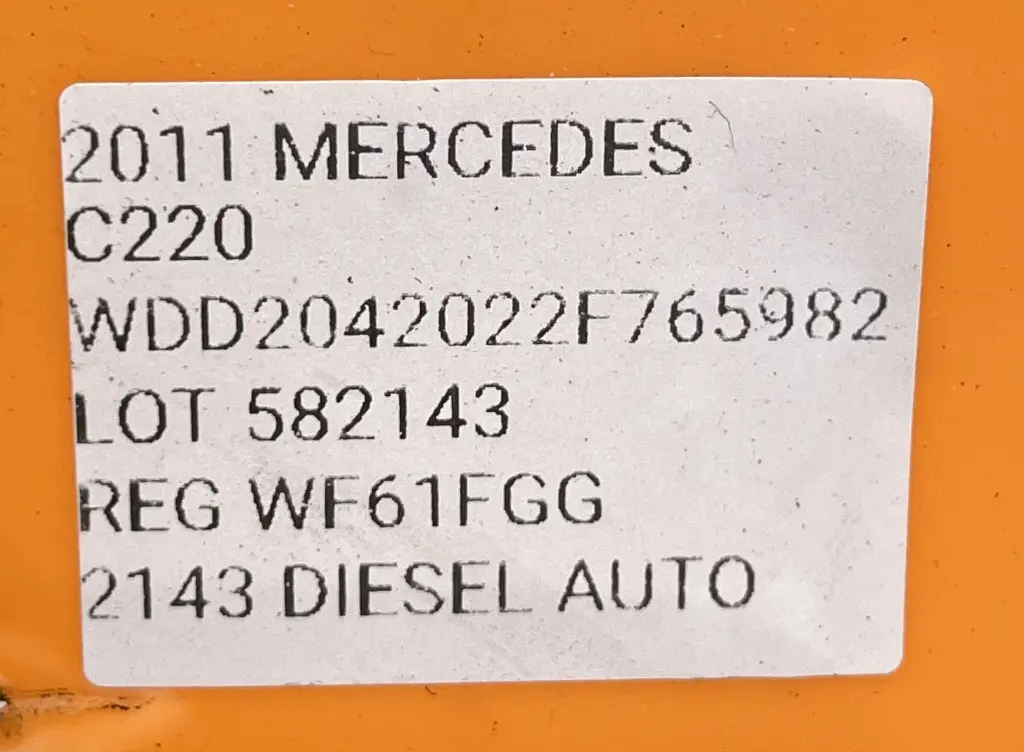 2011 MERCEDES
C220
WDD2042022F765982
LOT 582143
REG WF61FGG
2143 DIESEL AUTO